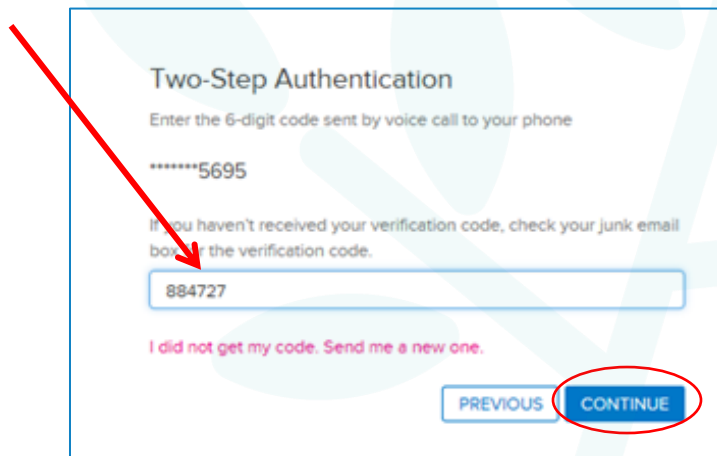 Two-Step Authentication
Enter the 6-digit code sent by voice call to your phone
*******5695
If you haven't received your verification code, check your junk email
box for the verification code.
884727
I did not get my code. Send me a new one.
PREVIOUS CONTINUE